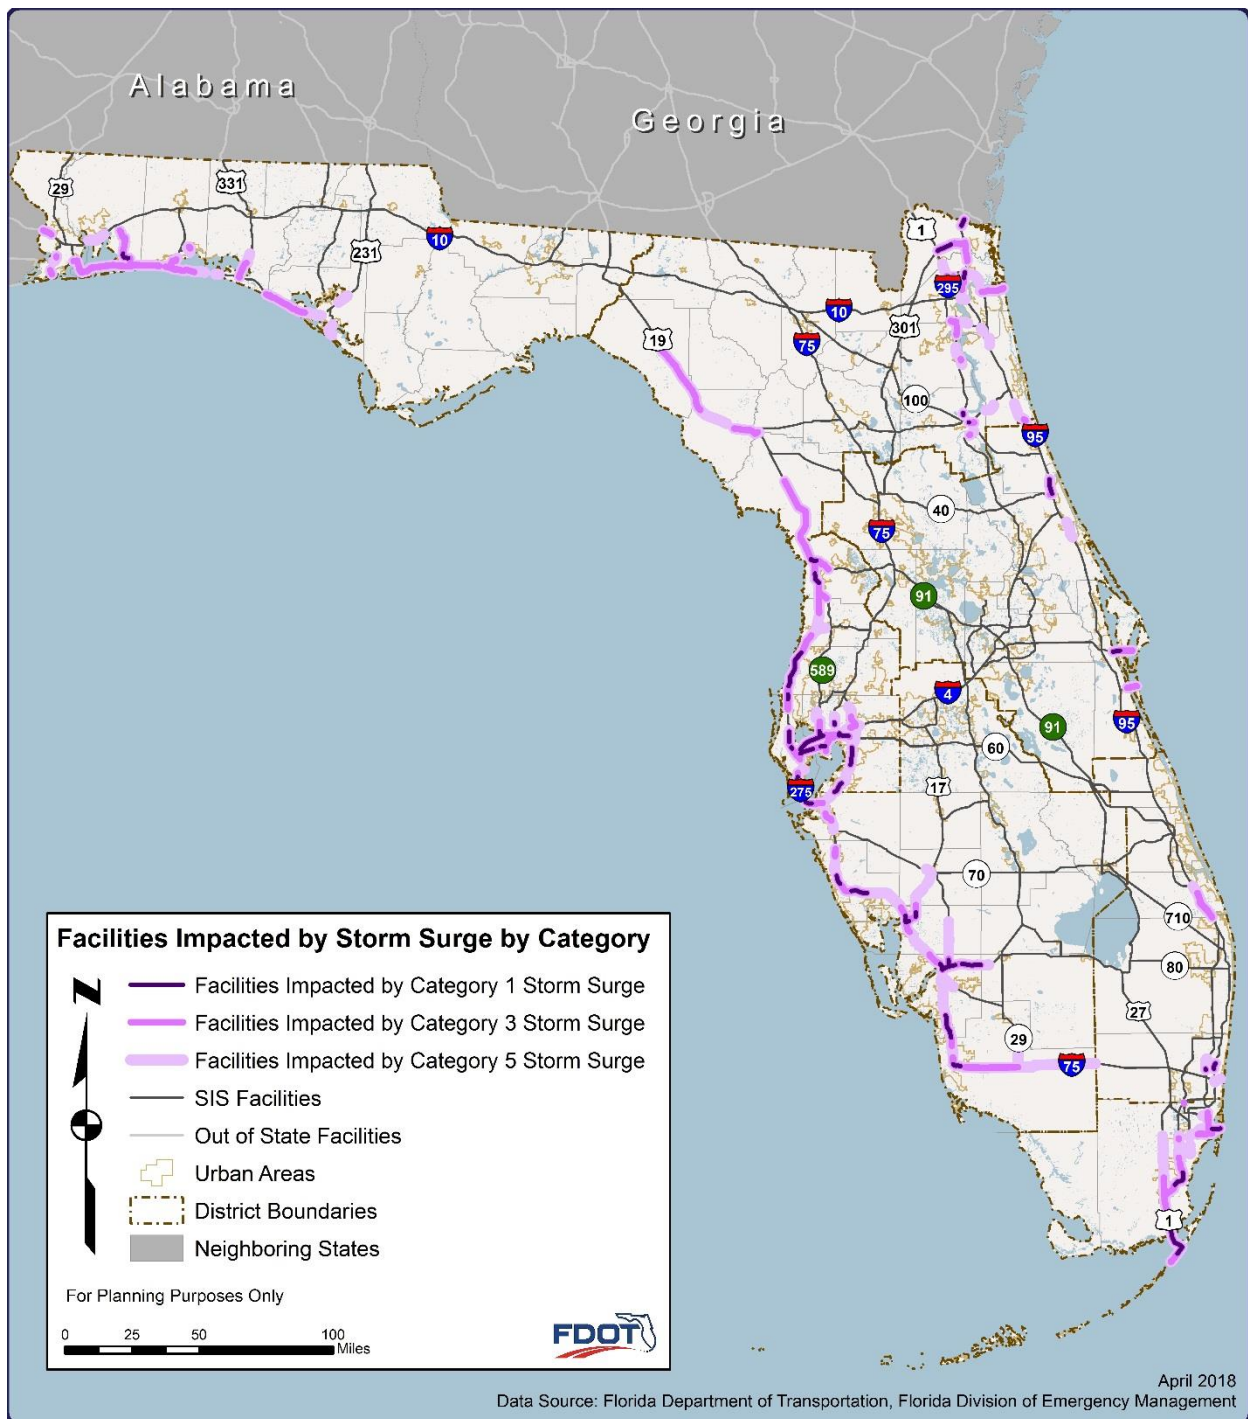 Alabama
Georgia
29
331
231
10
1
295
10
301
75
19
100
95
40
75
91
589
4
91
95
60
275
17
70
710
80
27
29
75
1
Facilities Impacted by Storm Surge by Category
N
Facilities Impacted by Category 1 Storm Surge
Facilities Impacted by Category 3 Storm Surge
Facilities Impacted by Category 5 Storm Surge
SIS Facilities
Out of State Facilities
Urban Areas
District Boundaries
Neighboring States
For Planning Purposes Only
0 25 50 100
Miles
FDOT
April 2018
Data Source: Florida Department of Transportation, Florida Division of Emergency Management